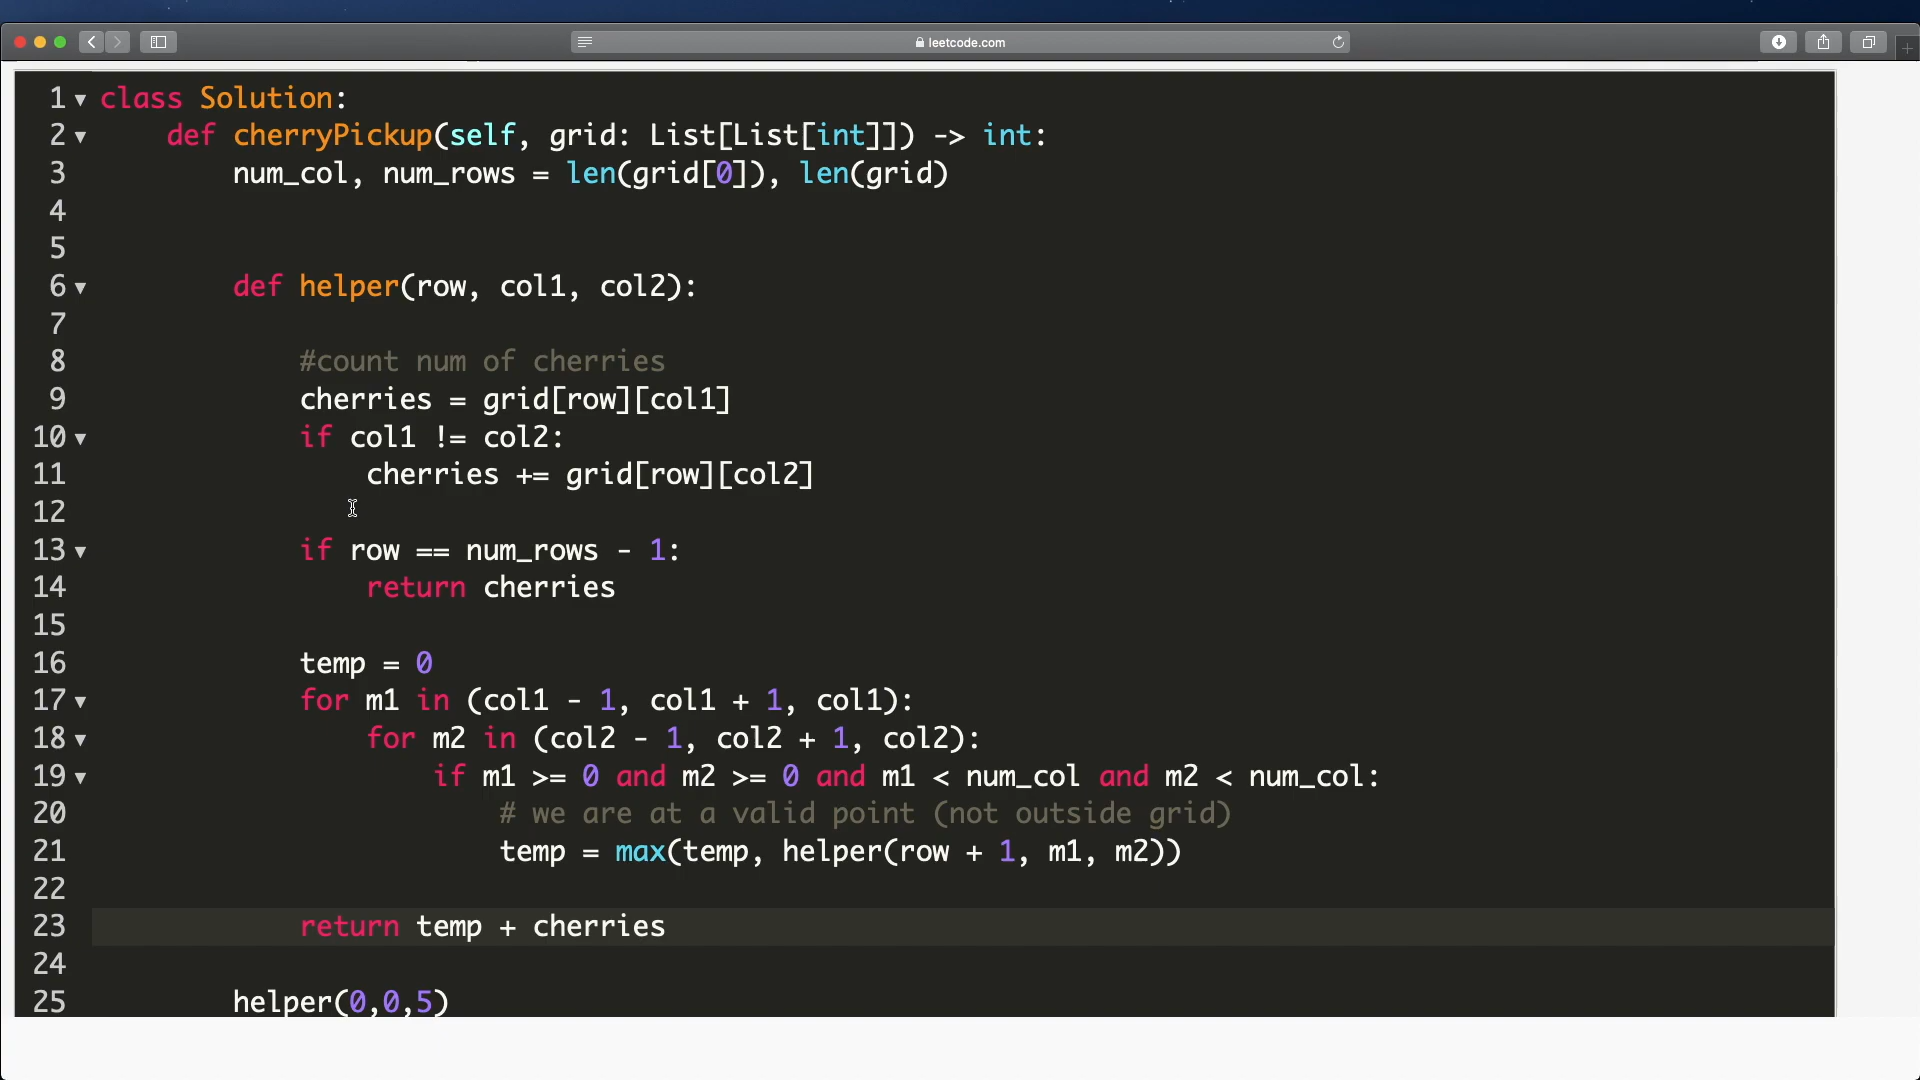 leetcode.com
1 class Solution:
2 def cherryPickup(self, grid: List[List[int]]) -> int:
3 num_col, num_rows = len(grid[0]), len(grid)
4
5
6 def helper(row, col1, col2):
7
8 #count num of cherries
9 cherries = grid[row][col1]
10 if col1 != col2:
11 cherries += grid[row][col2]
12
13 if row == num_rows - 1:
14 return cherries
15
16 temp = 0
17 for m1 in (col1 - 1, col1 + 1, col1):
18 for m2 in (col2 - 1, col2 + 1, col2):
19 if m1 >= 0 and m2 >= 0 and m1 < num_col and m2 < num_col:
20 # we are at a valid point (not outside grid)
21 temp = max(temp, helper(row + 1, m1, m2))
22
23 return temp + cherries
24
25 helper(0,0,5)